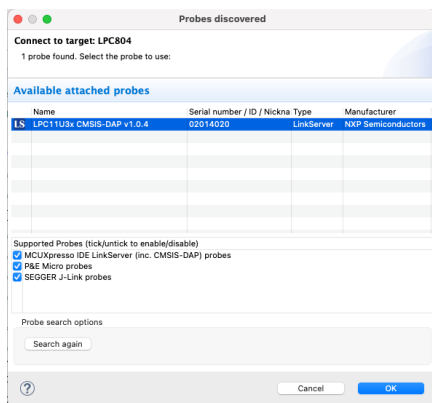 Probes discovered
Connect to target: LPC804
1 probe found. Select the probe to use:
Available attached probes
Name Serial number / ID / Nickna Type Manufacturer
LS LPC11U3x CMSIS-DAP v1.0.4 02014020 LinkServer NXP Semiconductors
Supported Probes (tick/untick to enable/disable)
MCUXpresso IDE LinkServer (inc. CMSIS-DAP) probes
P&E Micro probes
SEGGER J-Link probes
Probe search options
Search again
? Cancel OK